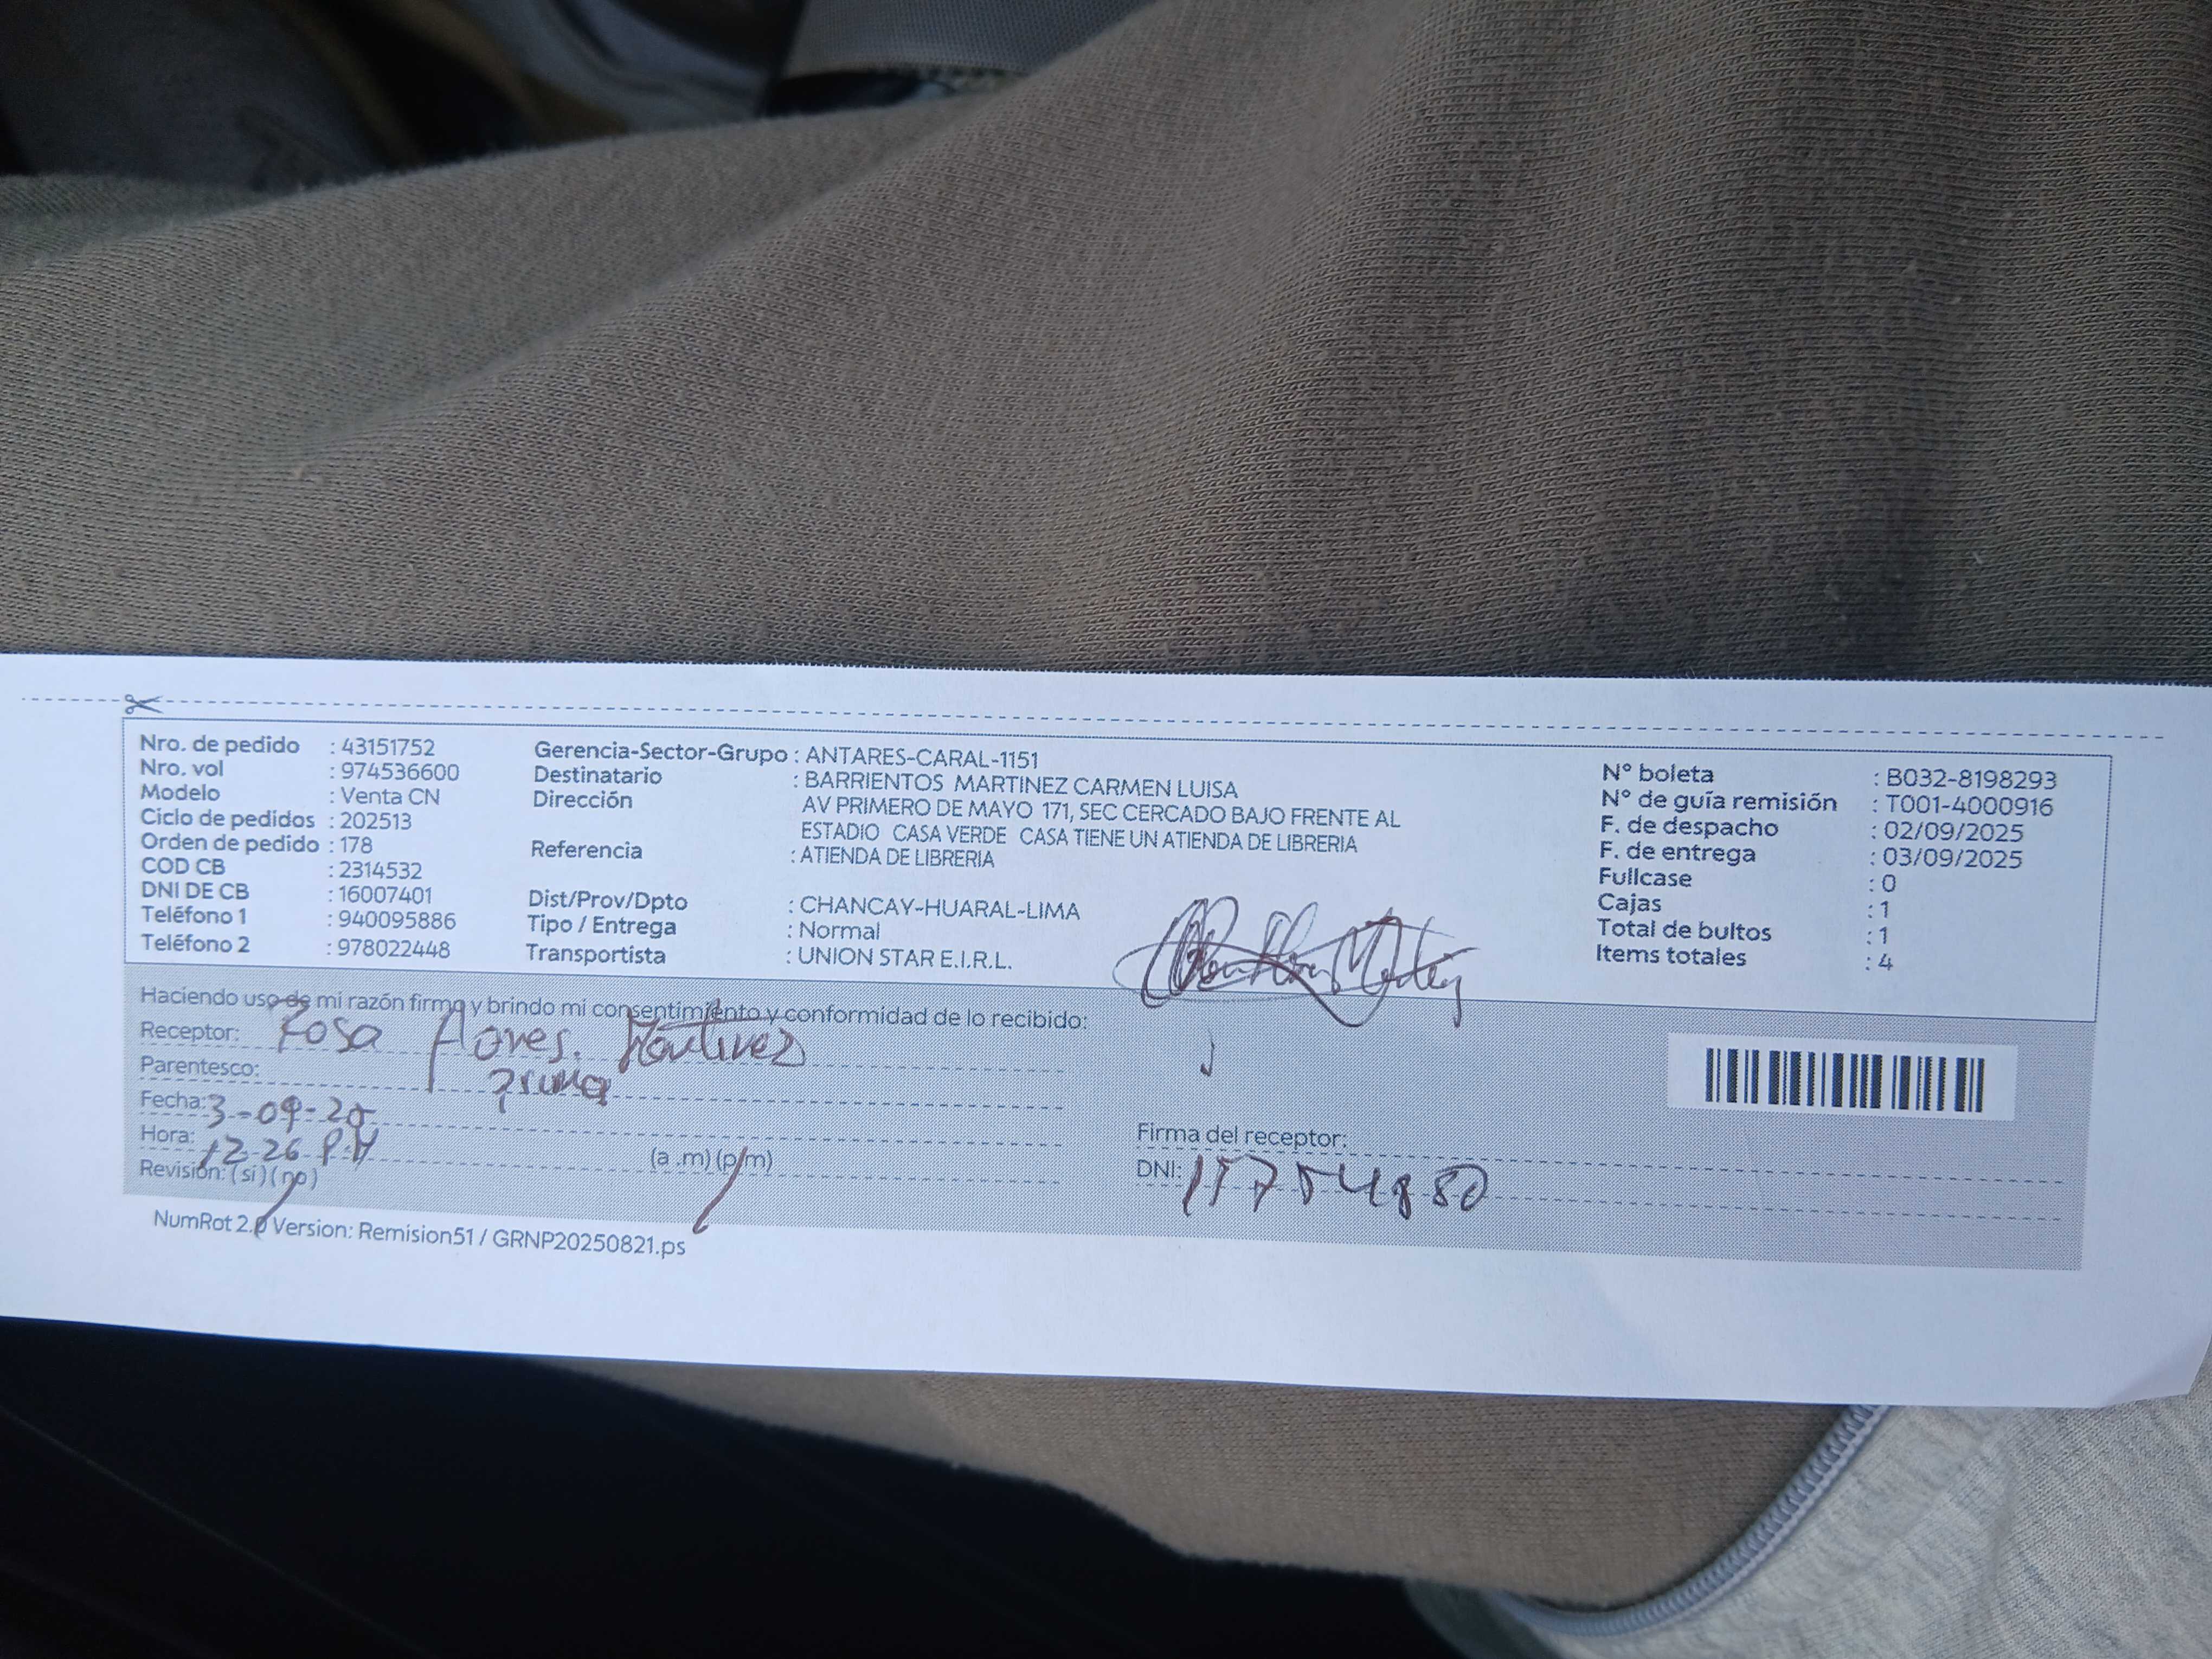 Nro. de pedido : 43151752
Nro. vol : 974536600
Modelo : Venta CN
Ciclo de pedidos : 202513
Orden de pedido : 178
COD CB : 2314532
DNI DE CB : 16007401
Teléfono 1 : 940095886
Teléfono 2 : 978022448
Gerencia-Sector-Grupo : ANTARES-CARAL-1151
Destinatario : BARRIENTOS MARTINEZ CARMEN LUISA
Dirección AV PRIMERO DE MAYO 171, SEC CERCADO BAJO FRENTE AL
ESTADIO CASA VERDE CASA TIENE UN ATIENDA DE LIBRERIA
Referencia : ATIENDA DE LIBRERIA
Dist/Prov/Dpto : CHANCAY-HUARAL-LIMA
Tipo / Entrega : Normal
Transportista : UNION STAR E.I.R.L.
N° boleta : B032-8198293
N° de guía remisión : T001-4000916
F. de despacho : 02/09/2025
F. de entrega : 03/09/2025
Fullcase : 0
Cajas : 1
Total de bultos : 1
Items totales : 4
Haciendo uso de mi razón firmo y brindo mi consentimiento y conformidad de lo recibido:
Receptor: Rosa flores. Martinez
Parentesco: prima
Fecha: 3-09-25
Hora: 12-26 P.M (a .m) (p/m)
Revisión: (si) (no)
Firma del receptor:
DNI:
NumRot 2.0 Version: Remision51 / GRNP20250821.ps